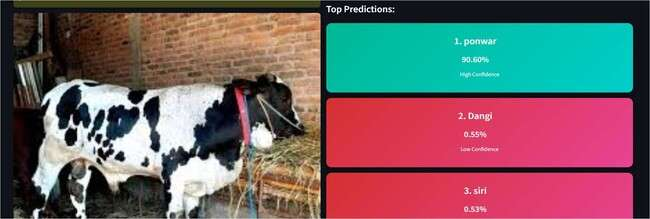 Top Predictions:
1. ponwar
90.60%
High Confidence
2. Dangi
0.55%
Low Confidence
3. siri
0.53%